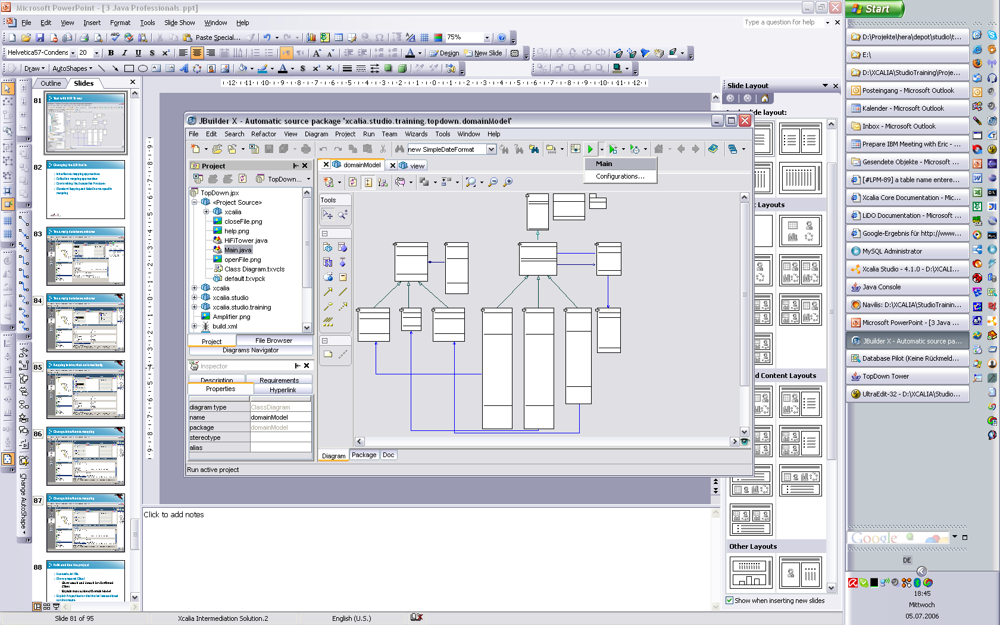 Microsoft PowerPoint - [3 Java Professionals.ppt]
File Edit View Insert Format Tools Slide Show Window Help
Type a question for help
Paste Special...
75%
Helvetica57-Condens
20
B I U S
Design
New Slide
Draw
AutoShapes
Outline
Slides
81
82
83
84
85
86
87
88
Change AutoShape
Slide Layout
slide layout:
t Layouts
d Content Layouts
Other Layouts
Show when inserting new slides
JBuilder X - Automatic source package 'xcalia.studio.training.topdown.domainModel'
File Edit Search Refactor View Diagram Project Run Team Wizards Tools Window Help
new SimpleDateFormat
Main
Configurations...
Project
TopDown...
TopDown.jpx
<Project Source>
xcalia
closeFile.png
help.png
HiFiTower.java
Main.java
openFile.png
Class Diagram.txvcls
default.txvpck
xcalia
xcalia.studio
xcalia.studio.training
Amplifier.png
build.xml
Project
File Browser
Diagrams Navigator
Inspector
Description
Requirements
Properties
Hyperlink
diagram type ClassDiagram
name domainModel
package domainModel
stereotype
alias
domainModel
view
Tools
Diagram
Package
Doc
Run active project
Click to add notes
Slide 81 of 95
Xcalia Intermediation Solution.2
English (U.S.)
Start
D:\Projekte\hera\depot\studio\t...
E:\
D:\XCALIA\StudioTraining\Proje...
Posteingang - Microsoft Outlook
Kalender - Microsoft Outlook
Inbox - Microsoft Outlook
Prepare IBM Meeting with Eric - ...
Gesendete Objekte - Microsoft ...
[#LPM-89] a table name entere...
Xcalia Core Documentation - Mic...
LiDO Documentation - Microsoft ...
Google-Ergebnis für http://www...
MySQL Administrator
Xcalia Studio - 4.1.0 - D:\XCALI...
Java Console
Navilis: D:\XCALIA\StudioTrainin...
Microsoft PowerPoint - [3 Java ...
JBuilder X - Automatic source pa...
Database Pilot (Keine Rückmeld...
TopDown Tower
UltraEdit-32 - D:\XCALIA\Studio...
Google
DE
18:45
Mittwoch
05.07.2006